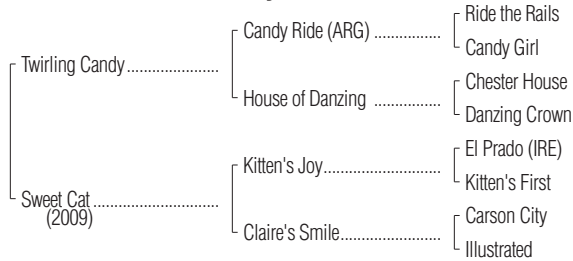 Ride the Rails
Candy Ride (ARG) ................
Candy Girl
Twirling Candy......................
Chester House
House of Danzing ................
Danzing Crown
El Prado (IRE)
Kitten's Joy............................
Kitten's First
Sweet Cat..............................
(2009)
Carson City
Claire's Smile........................
Illustrated